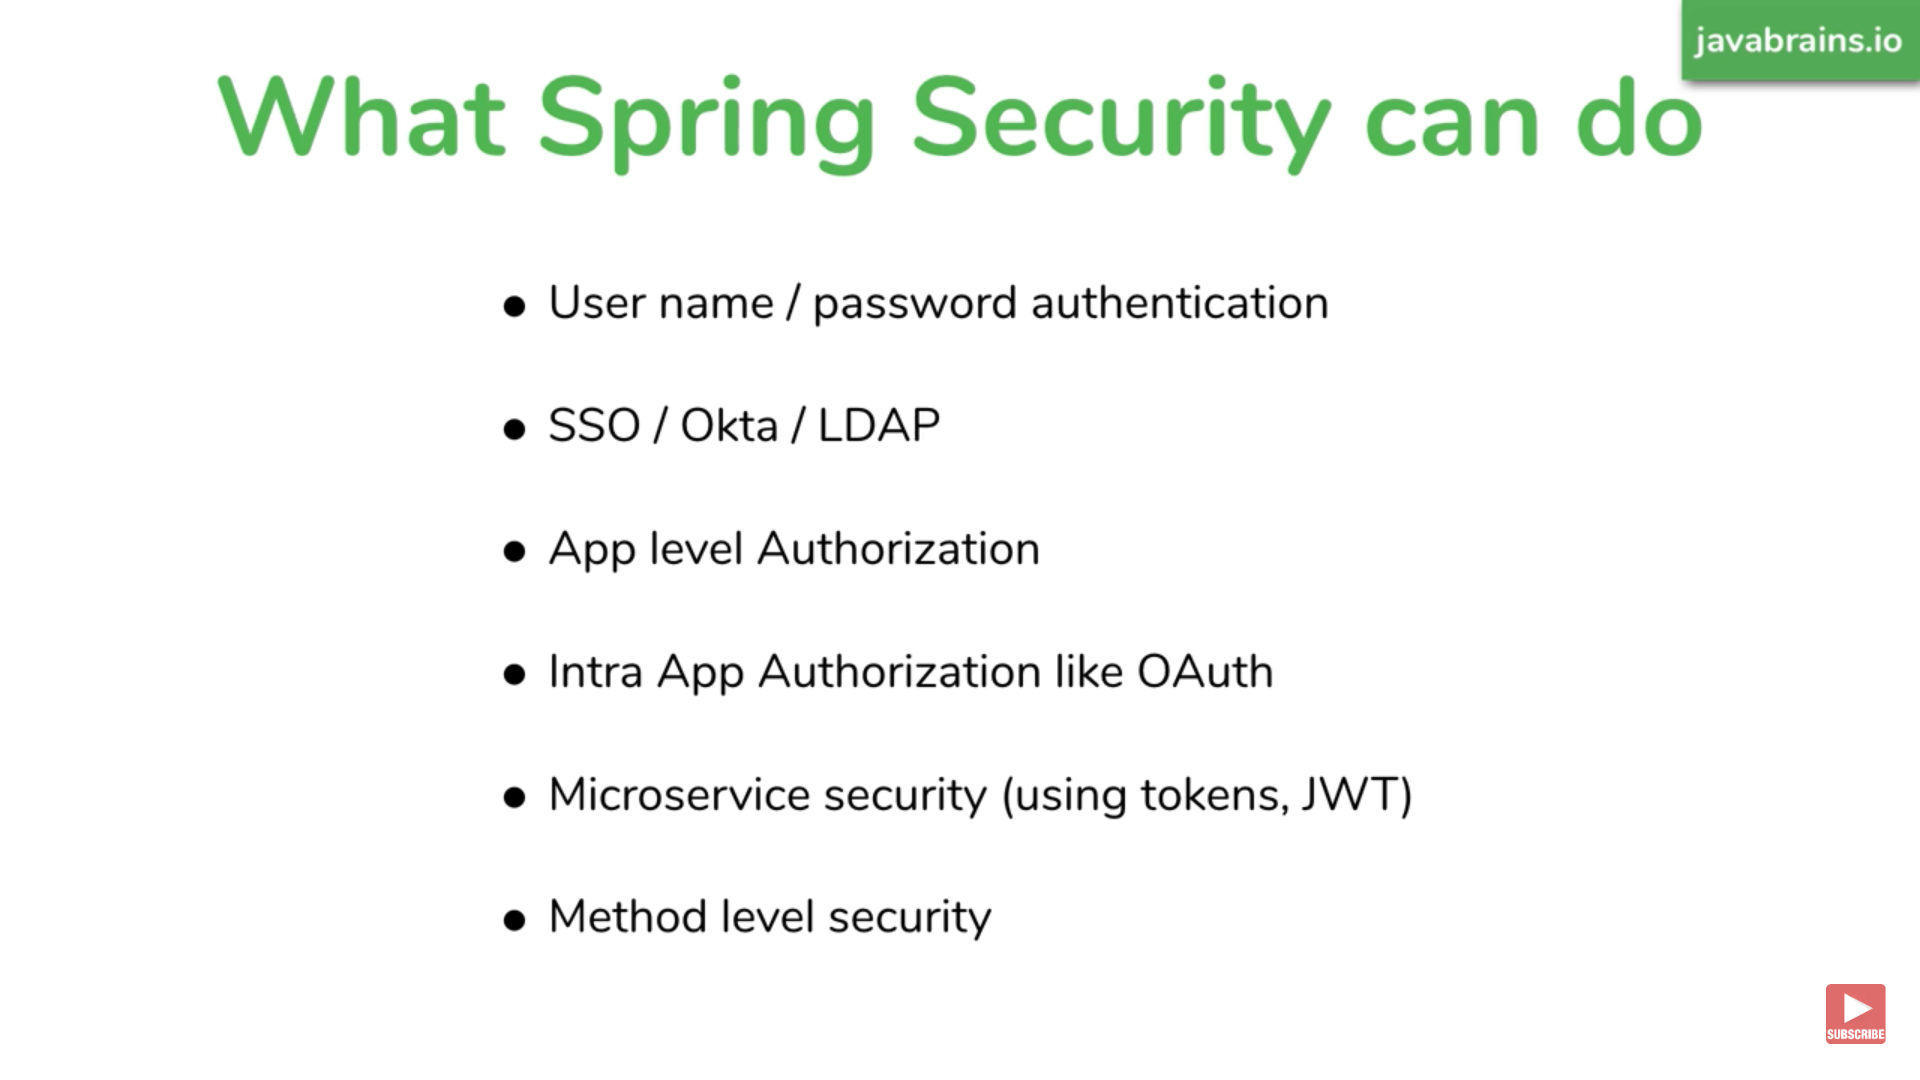 javabrains.io
What Spring Security can do
● User name / password authentication
● SSO / Okta / LDAP
● App level Authorization
● Intra App Authorization like OAuth
● Microservice security (using tokens, JWT)
● Method level security
SUBSCRIBE